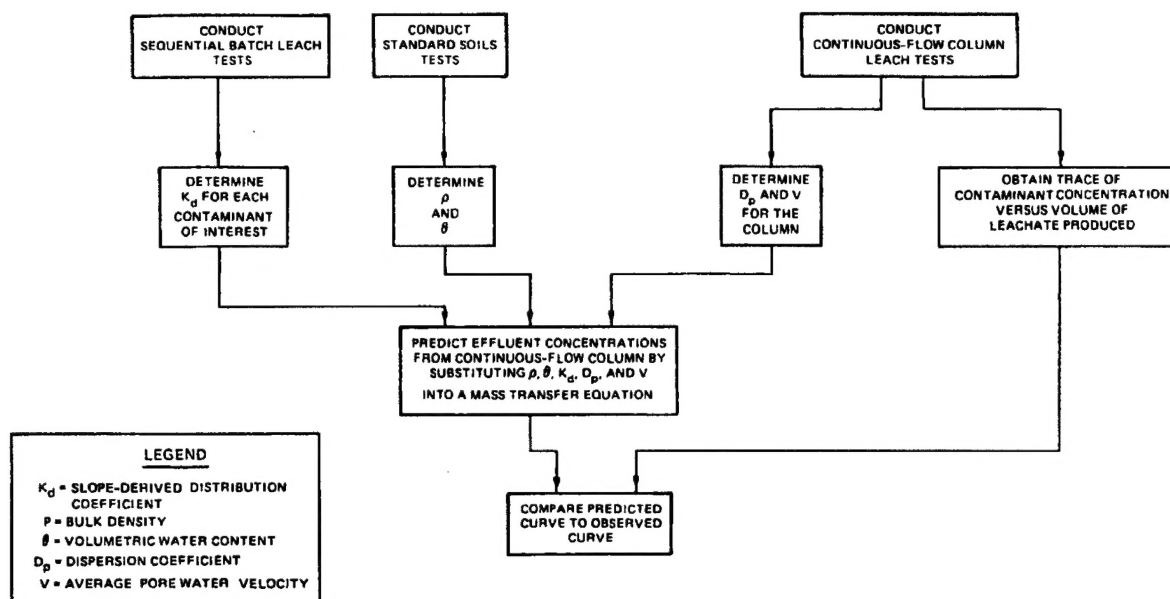 CONDUCT
SEQUENTIAL BATCH LEACH
TESTS
CONDUCT
STANDARD SOILS
TESTS
CONDUCT
CONTINUOUS-FLOW COLUMN
LEACH TESTS
DETERMINE
Kd FOR EACH
CONTAMINANT
OF INTEREST
DETERMINE
ρ
AND
θ
DETERMINE
Dp AND V
FOR THE
COLUMN
OBTAIN TRACE OF
CONTAMINANT CONCENTRATION
VERSUS VOLUME OF
LEACHATE PRODUCED
PREDICT EFFLUENT CONCENTRATIONS
FROM CONTINUOUS-FLOW COLUMN BY
SUBSTITUTING ρ, θ, Kd, Dp, AND V
INTO A MASS TRANSFER EQUATION
COMPARE PREDICTED
CURVE TO OBSERVED
CURVE
LEGEND
Kd = SLOPE-DERIVED DISTRIBUTION
COEFFICIENT
P = BULK DENSITY
θ = VOLUMETRIC WATER CONTENT
Dp = DISPERSION COEFFICIENT
V = AVERAGE PORE WATER VELOCITY